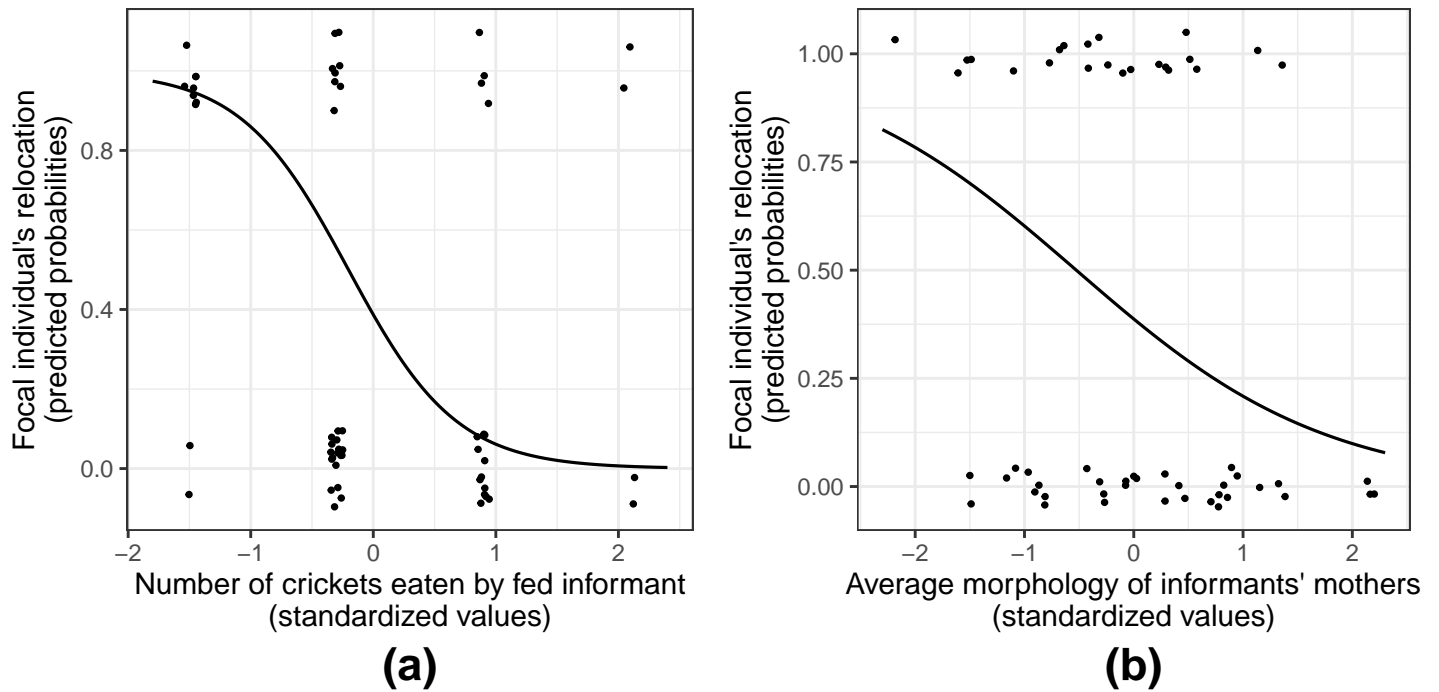 Focal individual's relocation
(predicted probabilities)
0.8
0.4
0.0
−2
−1
0
1
2
Number of crickets eaten by fed informant
(standardized values)
(a)
Focal individual's relocation
(predicted probabilities)
1.00
0.75
0.50
0.25
0.00
−2
−1
0
1
2
Average morphology of informants' mothers
(standardized values)
(b)